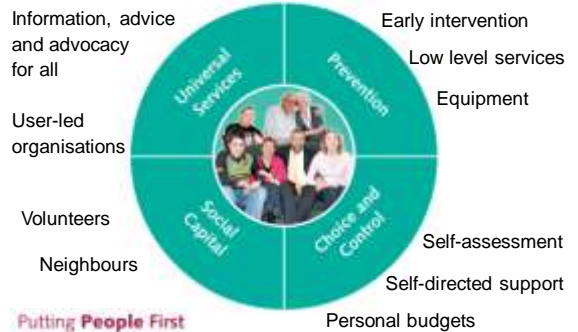 Information, advice
and advocacy
for all
User-led
organisations
Universal
Services
Prevention
Early intervention
Low level services
Equipment
Volunteers
Neighbours
Social
Capital
Choice and
Control
Self-assessment
Self-directed support
Personal budgets
Putting People First